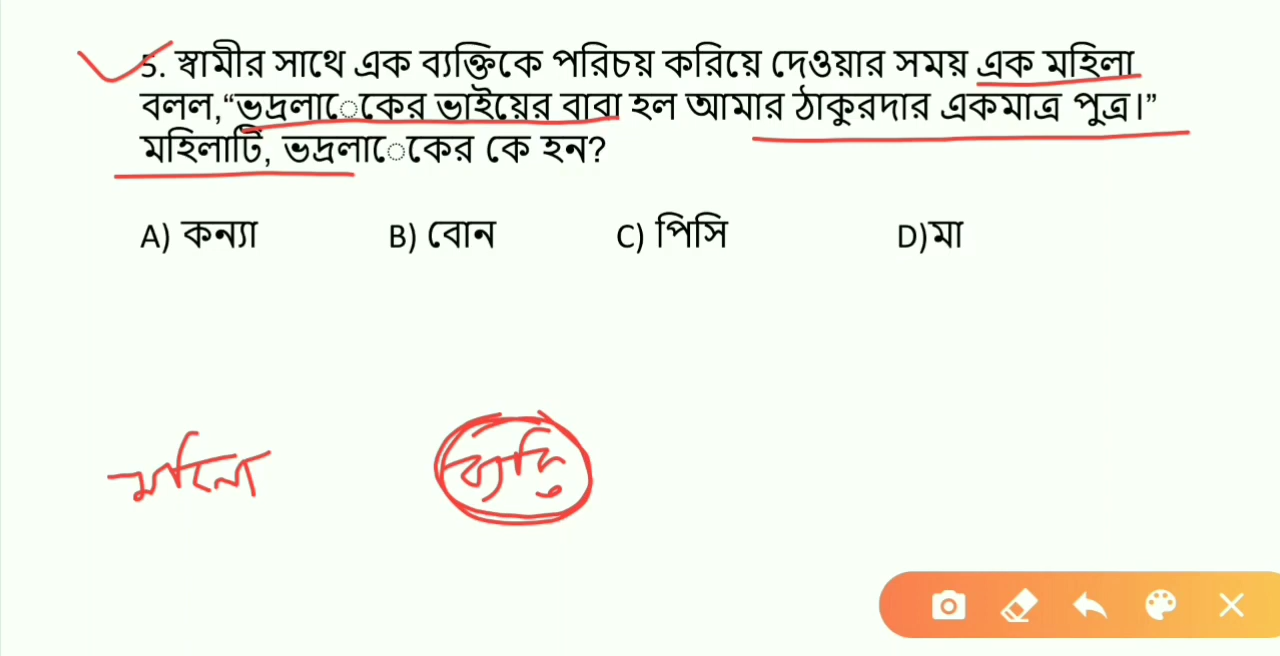 5. স্বামীর সাথে এক ব্যক্তিকে পরিচয় করিয়ে দেওয়ার সময় এক মহিলা
বলল,“ভদ্রলােকের ভাইয়ের বাবা হল আমার ঠাকুরদার একমাত্র পুত্র।”
মহিলাটি, ভদ্রলােকের কে হন?
A) কন্যা B) বোন C) পিসি D)মা
মহিলা ব্যক্তি